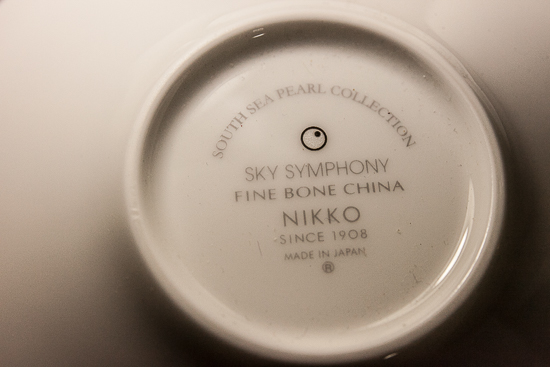 SOUTH SEA PEARL COLLECTION
SKY SYMPHONY
FINE BONE CHINA
NIKKO
SINCE 1908
MADE IN JAPAN
®